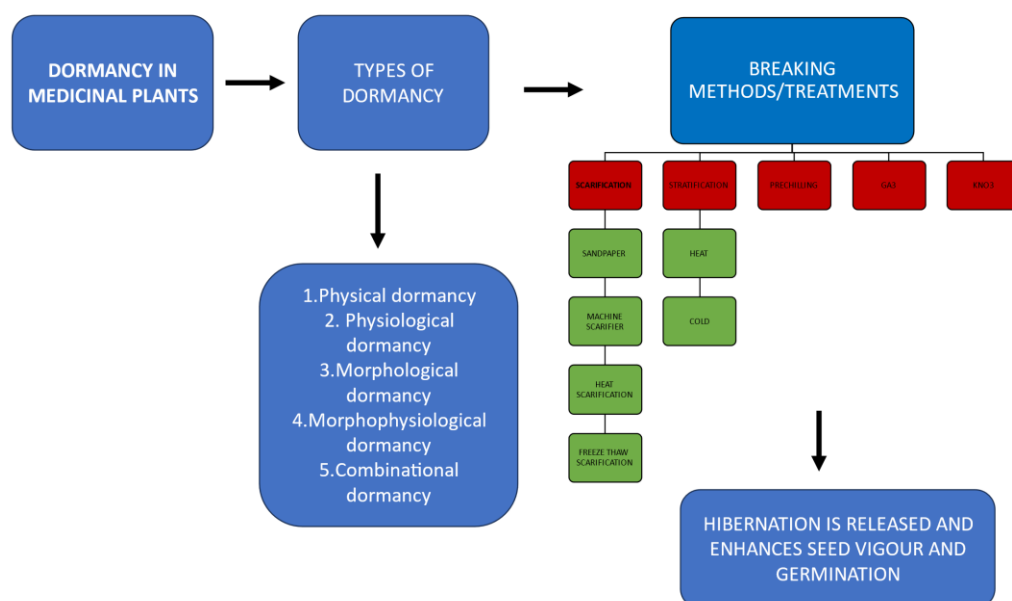 DORMANCY IN
MEDICINAL PLANTS
TYPES OF
DORMANCY
BREAKING
METHODS/TREATMENTS
SCARIFICATION
STRATIFICATION
PRECHILLING
GA3
KNO3
SANDPAPER
HEAT
MACHINE
SCARIFIER
COLD
HEAT
SCARIFICATION
FREEZE THAW
SCARIFICATION
1.Physical dormancy
2. Physiological
dormancy
3.Morphological
dormancy
4.Morphophysiological
dormancy
5.Combinational
dormancy
HIBERNATION IS RELEASED AND
ENHANCES SEED VIGOUR AND
GERMINATION